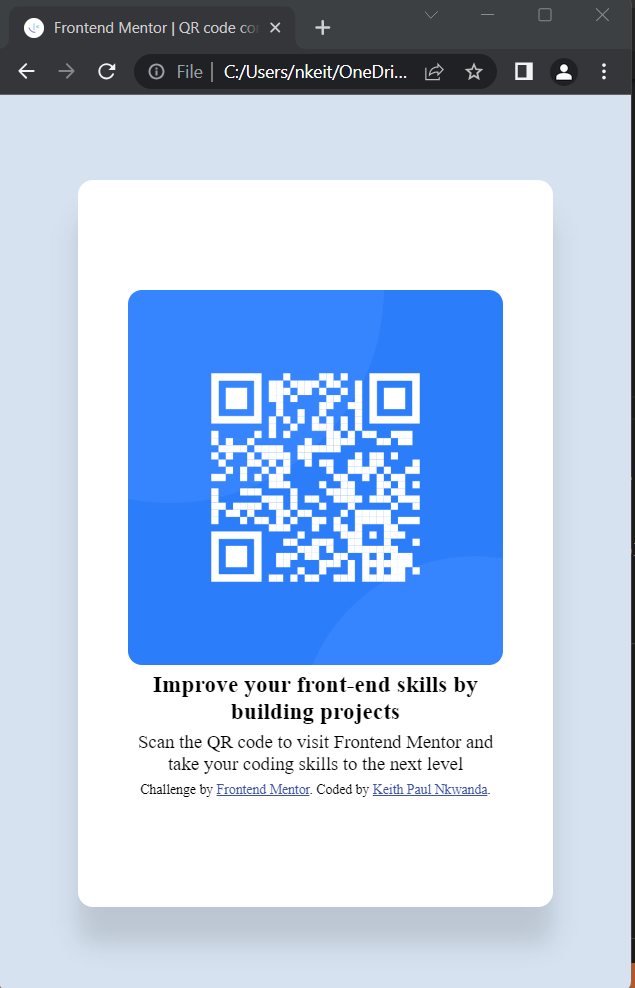 Frontend Mentor | QR code co
File
C:/Users/nkeit/OneDri...
Improve your front-end skills by
building projects
Scan the QR code to visit Frontend Mentor and
take your coding skills to the next level
Challenge by Frontend Mentor. Coded by Keith Paul Nkwanda.